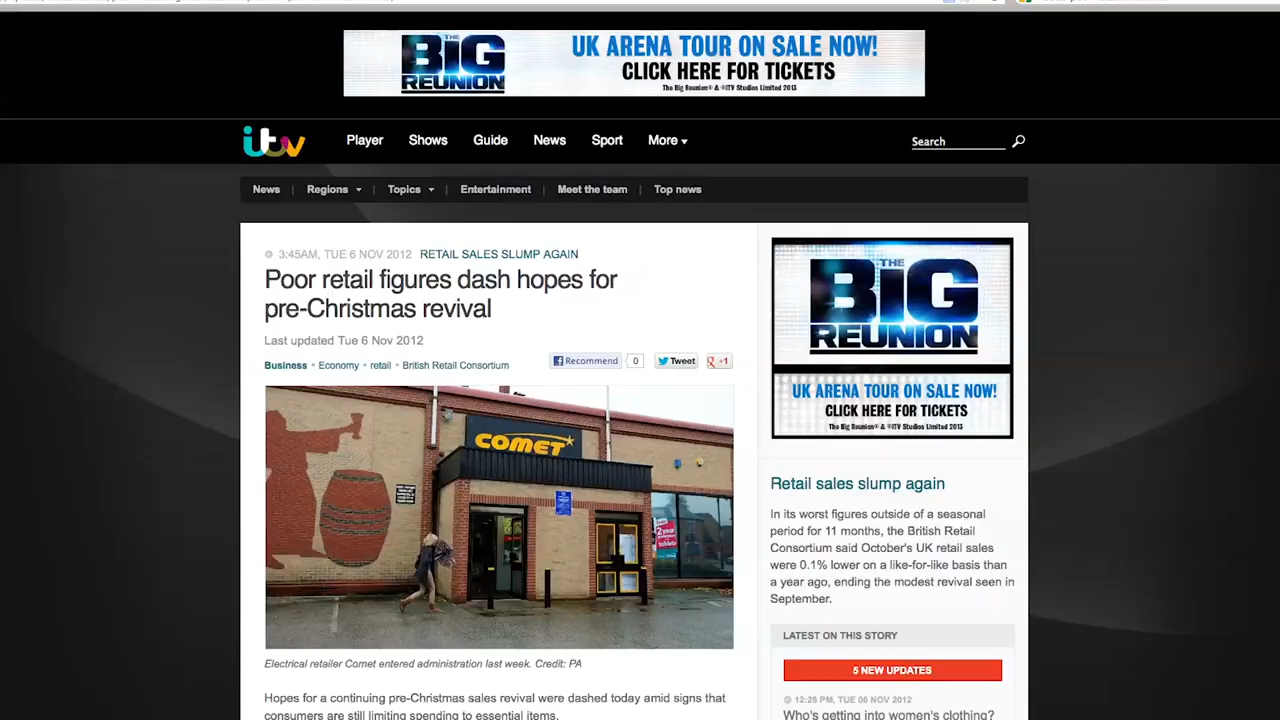 THE
BiG
REUNION
UK ARENA TOUR ON SALE NOW!
CLICK HERE FOR TICKETS
The Big Reunion® & ©ITV Studios Limited 2013
itv
Player Shows Guide News Sport More
Search
News | Regions | Topics | Entertainment | Meet the team | Top news
3:45AM, TUE 6 NOV 2012 RETAIL SALES SLUMP AGAIN
Poor retail figures dash hopes for
pre-Christmas revival
Last updated Tue 6 Nov 2012
Business • Economy • retail • British Retail Consortium
Recommend 0 Tweet +1
COMET
2year
Electrical retailer Comet entered administration last week. Credit: PA
Hopes for a continuing pre-Christmas sales revival were dashed today amid signs that
consumers are still limiting spending to essential items.
THE
BiG
REUNION
UK ARENA TOUR ON SALE NOW!
CLICK HERE FOR TICKETS
The Big Reunion® & ©ITV Studios Limited 2013
Retail sales slump again
In its worst figures outside of a seasonal
period for 11 months, the British Retail
Consortium said October's UK retail sales
were 0.1% lower on a like-for-like basis than
a year ago, ending the modest revival seen in
September.
LATEST ON THIS STORY
5 NEW UPDATES
12:28 PM, TUE 06 NOV 2012
Who's getting into women's clothing?